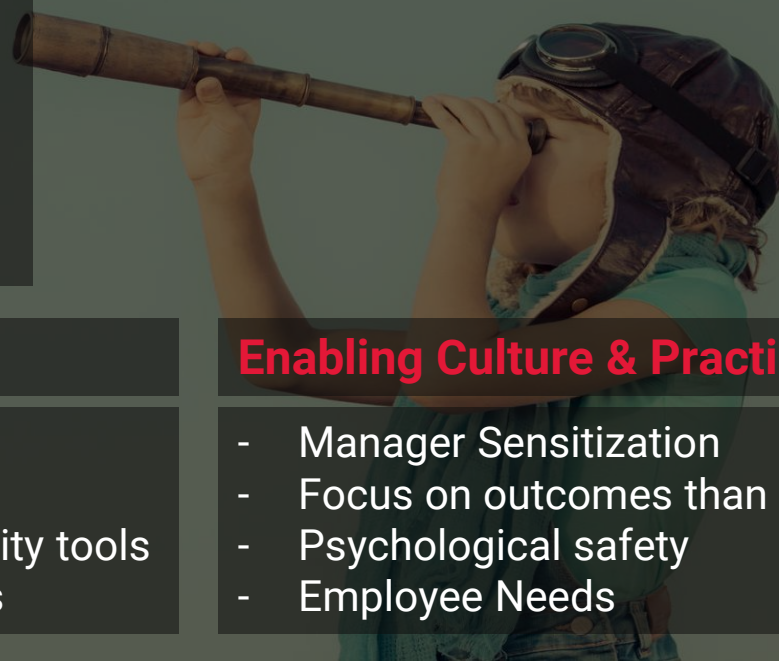 Enabling Culture & Practi
- Manager Sensitization
- Focus on outcomes than
ity tools
- Psychological safety
s
- Employee Needs